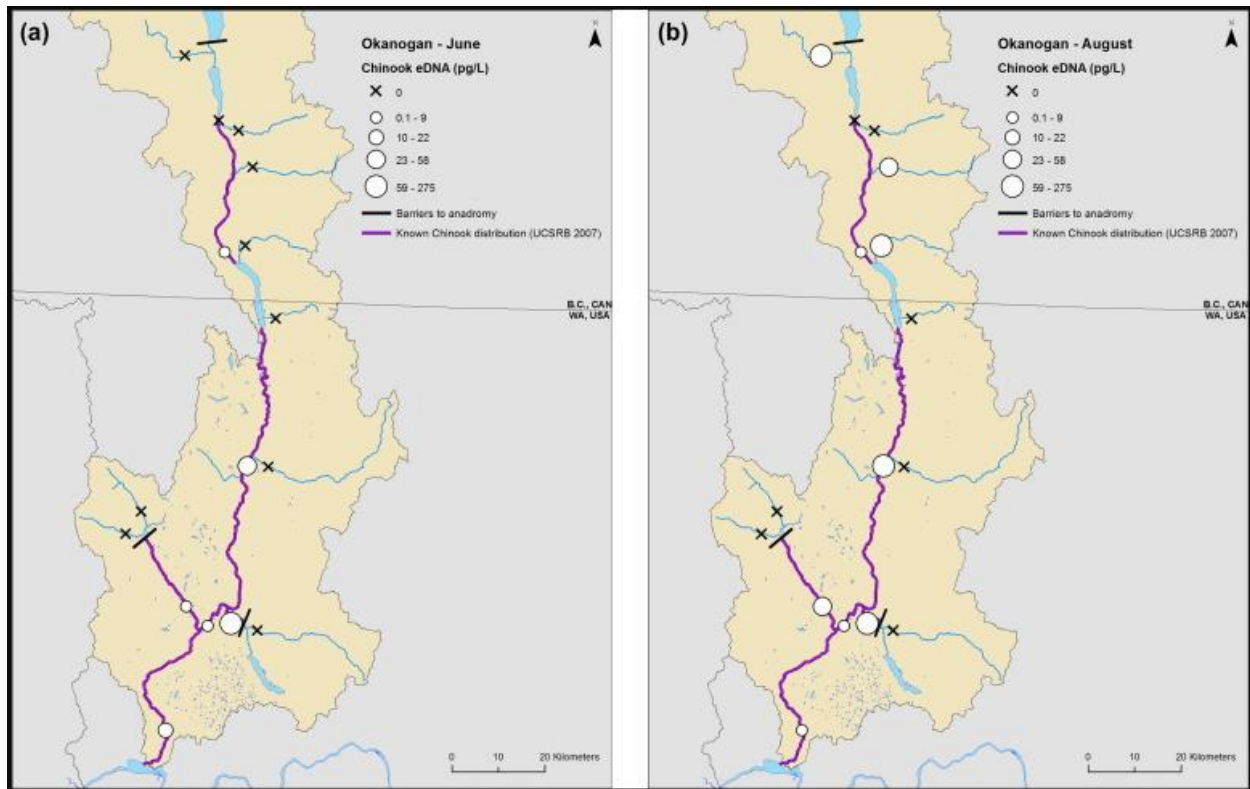 (a)
N
Okanogan - June
Chinook eDNA (pg/L)
0
0.1 - 9
10 - 22
23 - 58
59 - 275
Barriers to anadromy
Known Chinook distribution (UCSRB 2007)
B.C., CAN
WA, USA
0 10 20 Kilometers
(b)
N
Okanogan - August
Chinook eDNA (pg/L)
0
0.1 - 9
10 - 22
23 - 58
59 - 275
Barriers to anadromy
Known Chinook distribution (UCSRB 2007)
B.C., CAN
WA, USA
0 10 20 Kilometers